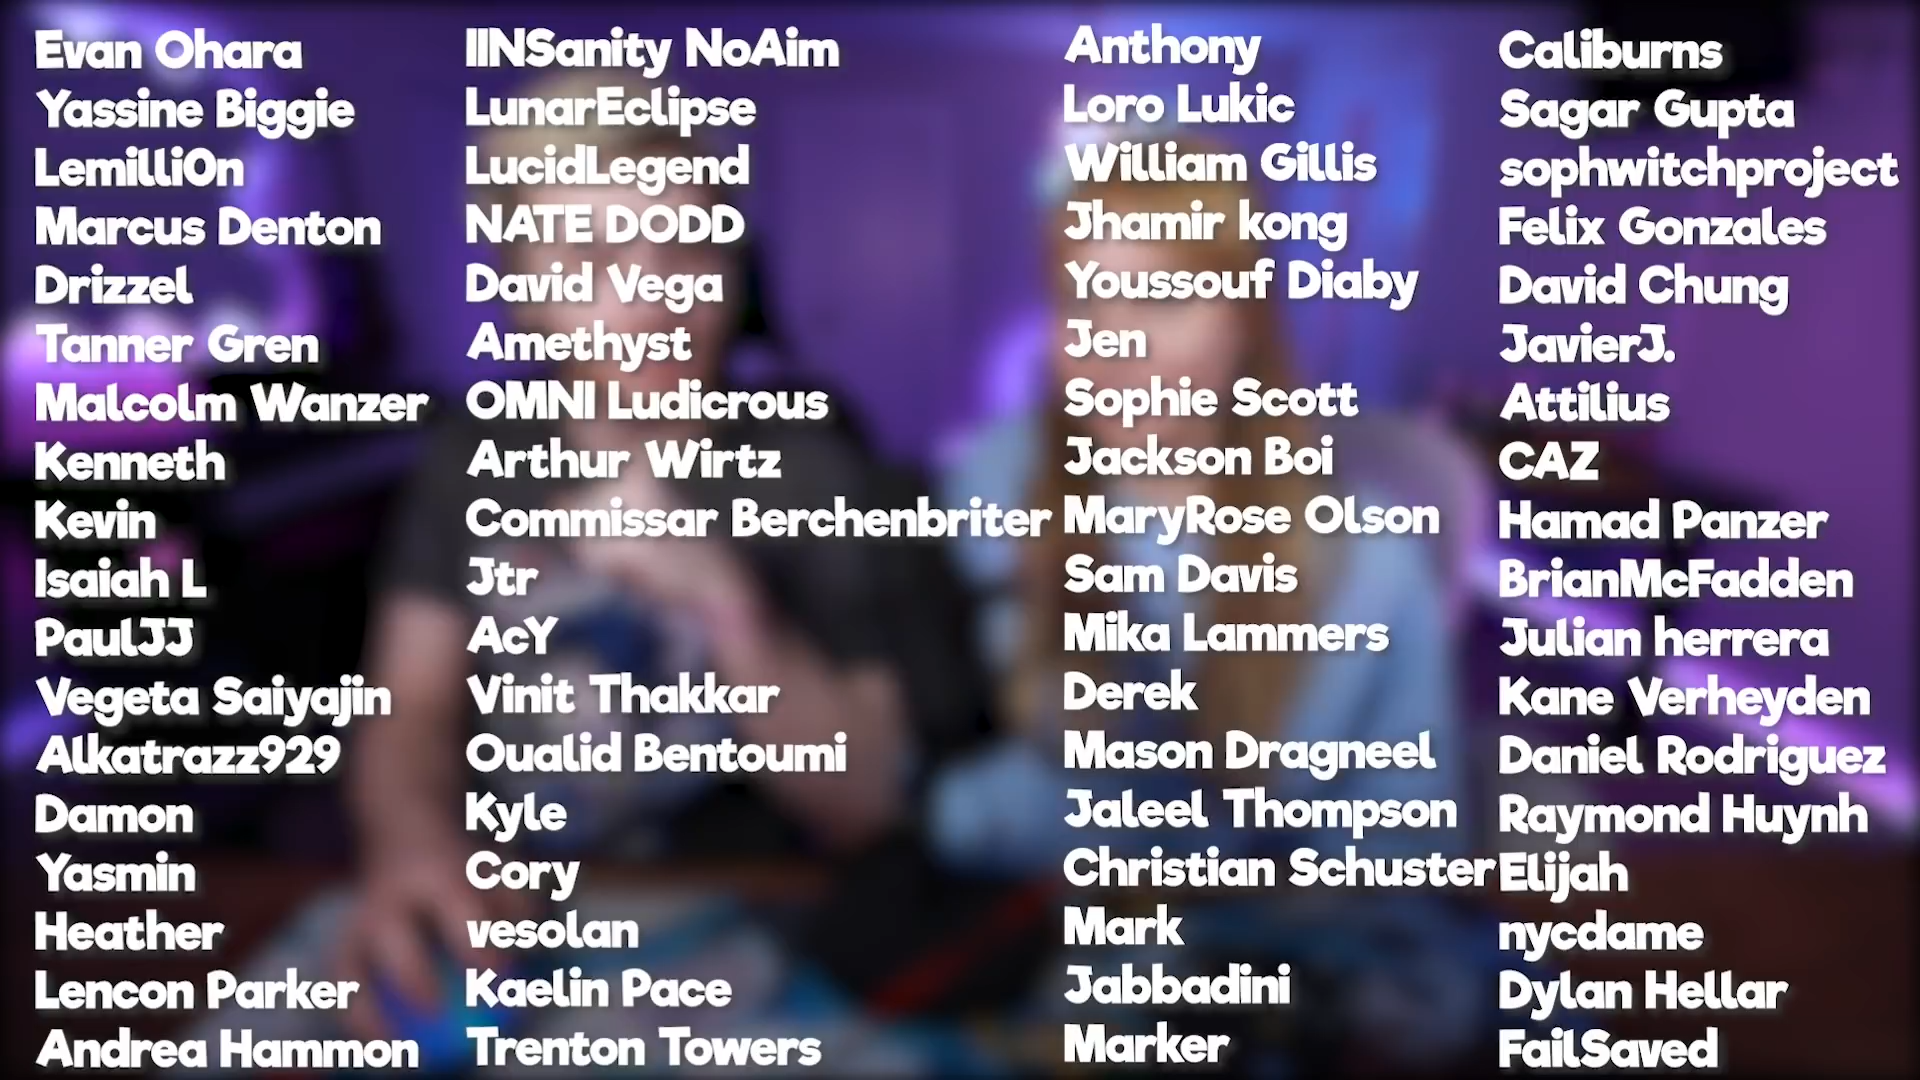 Evan Ohara
Yassine Biggie
Lemilli0n
Marcus Denton
Drizzel
Tanner Gren
Malcolm Wanzer
Kenneth
Kevin
Isaiah L
PaulJJ
Vegeta Saiyajin
Alkatrazz929
Damon
Yasmin
Heather
Lencon Parker
Andrea Hammon
IINSanity NoAim
LunarEclipse
LucidLegend
NATE DODD
David Vega
Amethyst
OMNI Ludicrous
Arthur Wirtz
Commissar Berchenbriter
Jtr
AcY
Vinit Thakkar
Oualid Bentoumi
Kyle
Cory
vesolan
Kaelin Pace
Trenton Towers
Anthony
Loro Lukic
William Gillis
Jhamir kong
Youssouf Diaby
Jen
Sophie Scott
Jackson Boi
MaryRose Olson
Sam Davis
Mika Lammers
Derek
Mason Dragneel
Jaleel Thompson
Christian Schuster
Mark
Jabbadini
Marker
Caliburns
Sagar Gupta
sophwitchproject
Felix Gonzales
David Chung
JavierJ.
Attilius
CAZ
Hamad Panzer
BrianMcFadden
Julian herrera
Kane Verheyden
Daniel Rodriguez
Raymond Huynh
Elijah
nycdame
Dylan Hellar
FailSaved